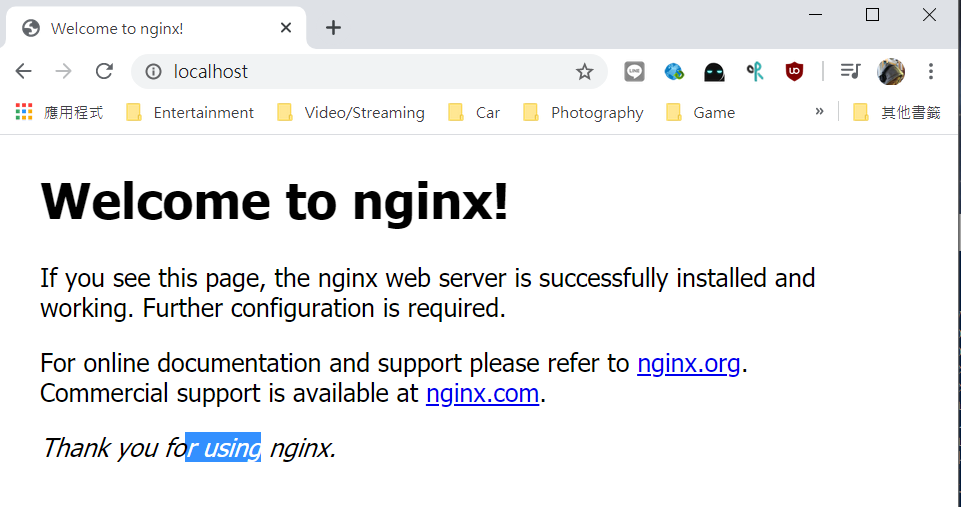 Welcome to nginx!
localhost
應用程式 Entertainment Video/Streaming Car Photography Game » 其他書籤
Welcome to nginx!
If you see this page, the nginx web server is successfully installed and
working. Further configuration is required.
For online documentation and support please refer to nginx.org.
Commercial support is available at nginx.com.
Thank you for using nginx.